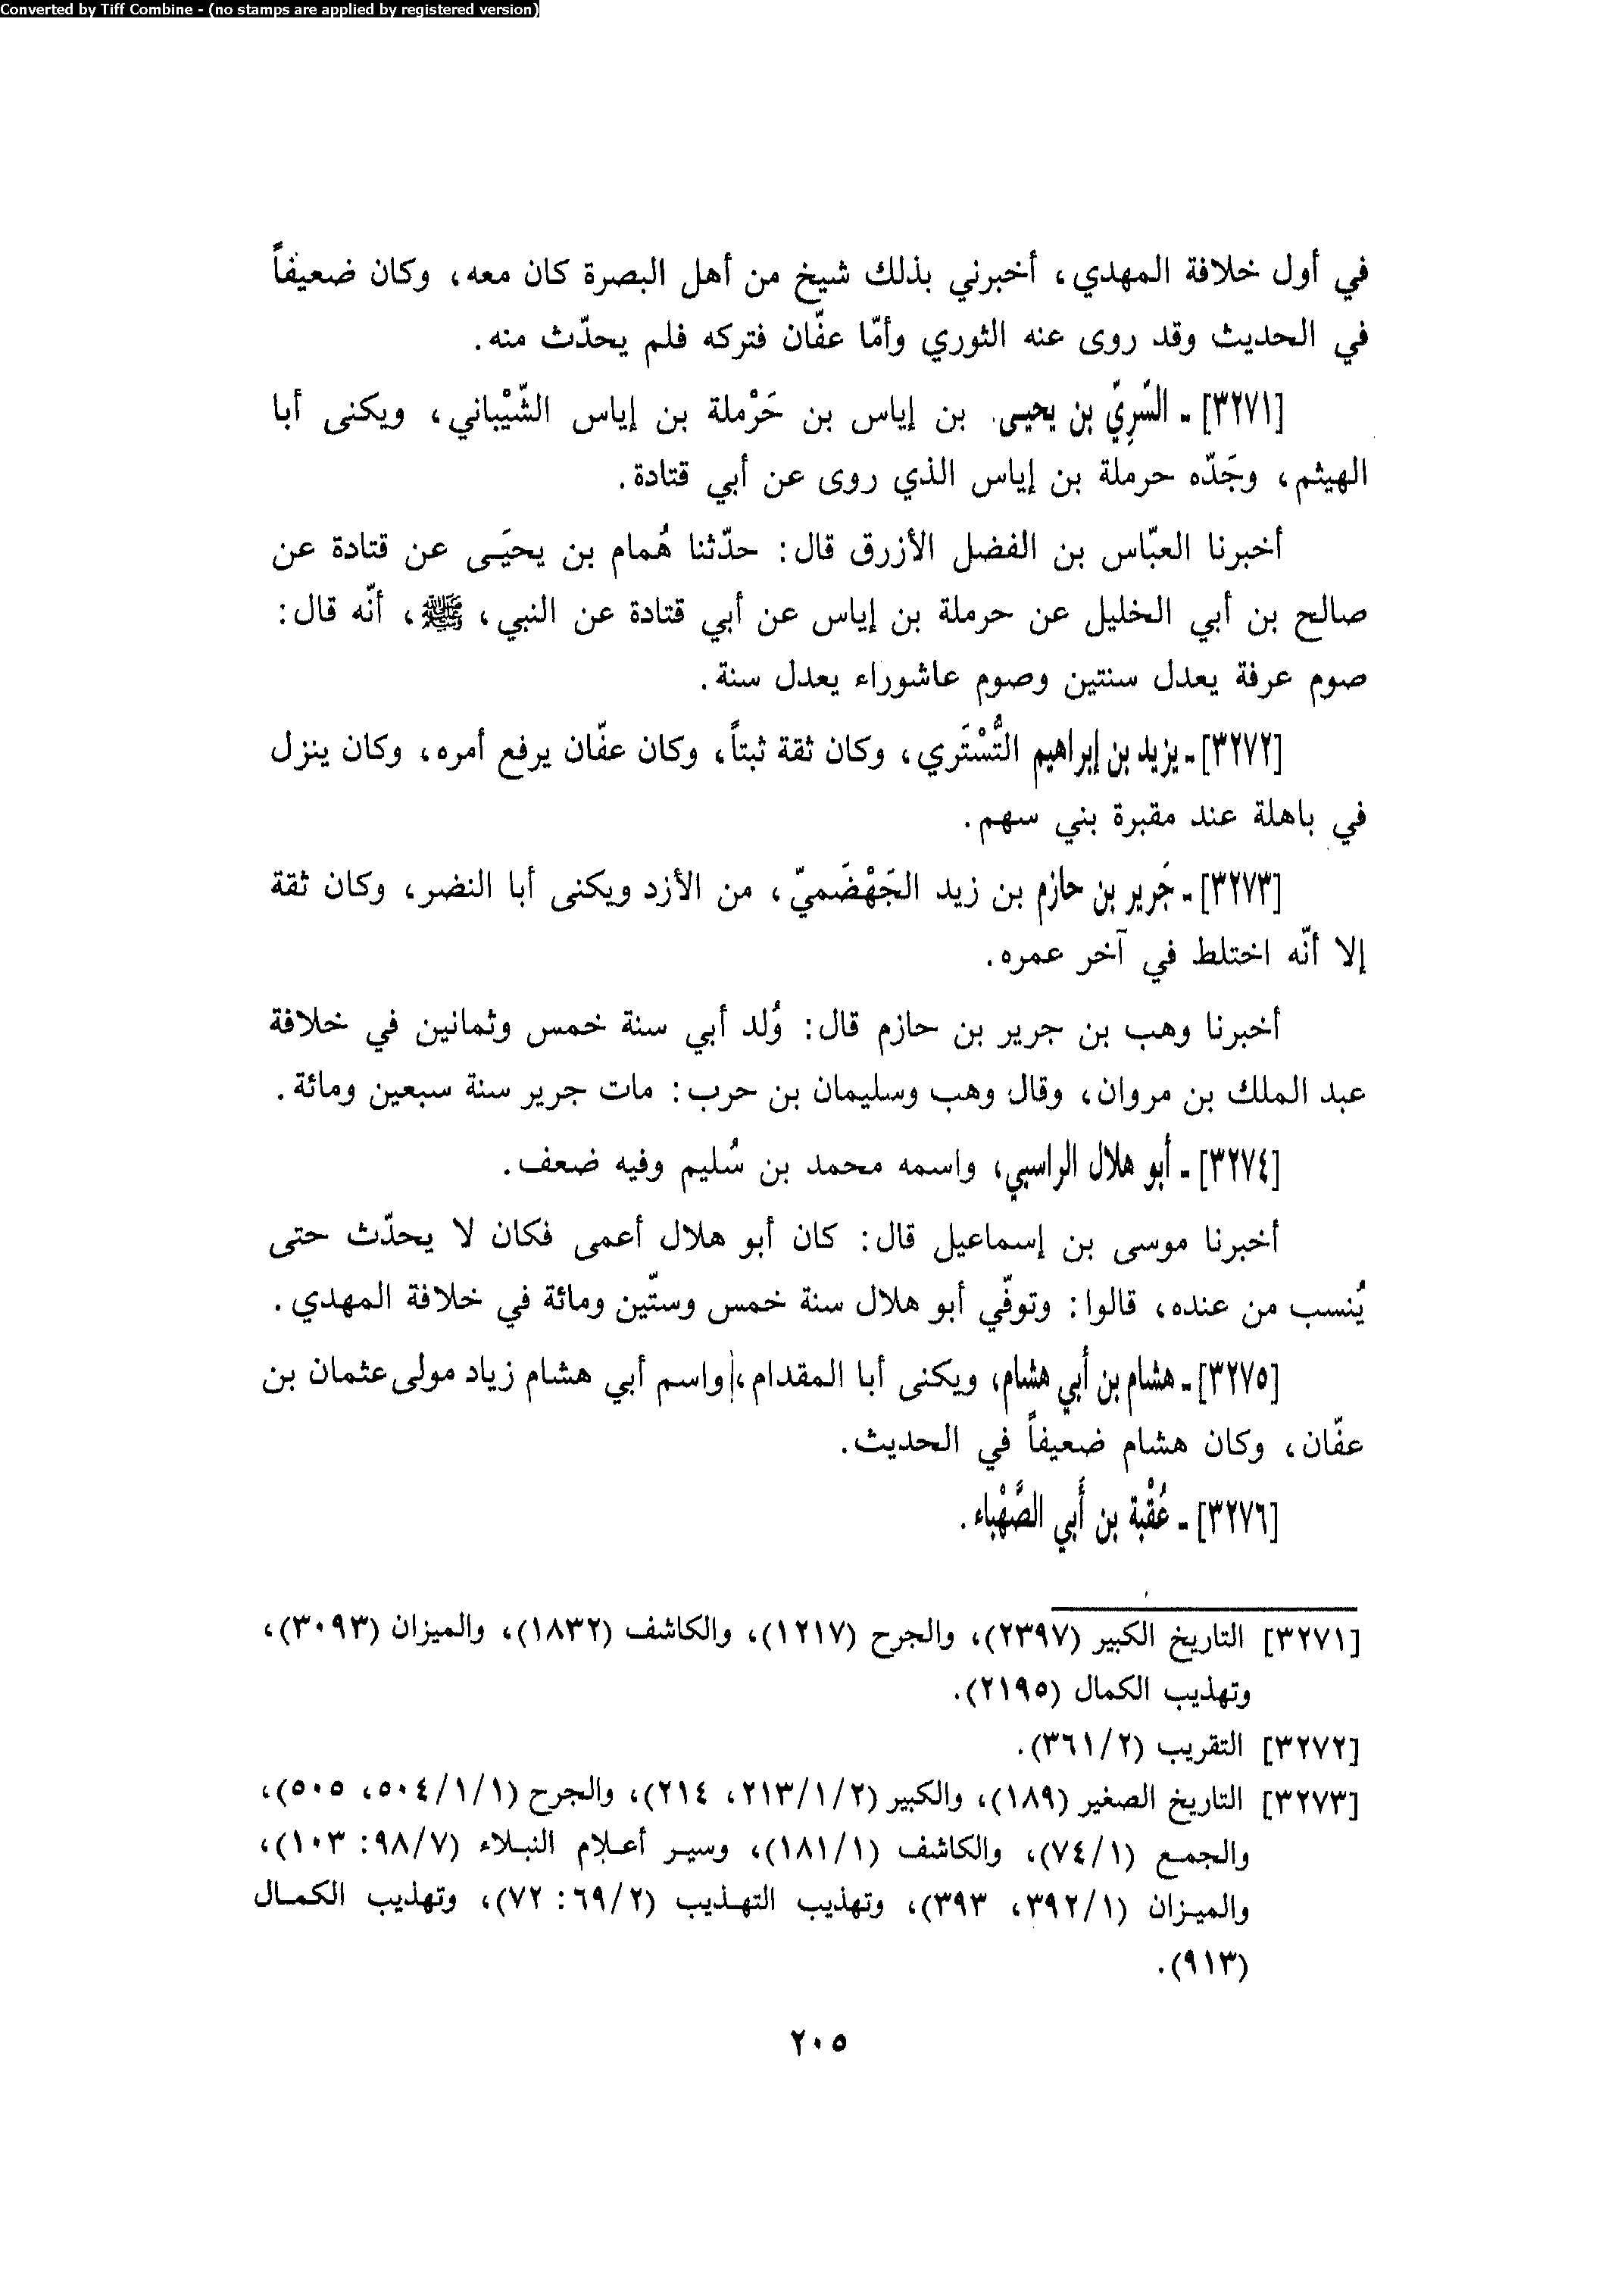 Converted by Tiff Combine - (no stamps are applied by registered version)
في أول خلافة المهدي، أخبرني بذلك شيخ من أهل البصرة كان معه، وكان ضعيفاً
في الحديث وقد روى عنه الثوري وأمّا عفّان فتركه فلم يحدّث منه.
[٣٢٧١] - السَّرِيّ بن يحيى بن إياس بن حَرْملة بن إياس الشّيْباني، ويكنى أبا
الهيثم، وجَدّه حرملة بن إياس الذي روى عن أبي قتادة.
أخبرنا العبّاس بن الفضل الأزرق قال: حدّثنا هُمام بن يحيَى عن قتادة عن
صالح بن أبي الخليل عن حرملة بن إياس عن أبي قتادة عن النبي، ﷺ، أنّه قال:
صوم عرفة يعدل سنتين وصوم عاشوراء يعدل سنة.
[٣٢٧٢] - يزيد بن إبراهيم التُّسْتَري، وكان ثقة ثبتاً، وكان عفّان يرفع أمره، وكان ينزل
في باهلة عند مقبرة بني سهم.
[٣٢٧٣] - جَرير بن حازم بن زيد الجَهْضَميّ، من الأزد ويكنى أبا النضر، وكان ثقة
إلا أنّه اختلط في آخر عمره.
أخبرنا وهب بن جرير بن حازم قال: وُلد أبي سنة خمس وثمانين في خلافة
عبد الملك بن مروان، وقال وهب وسليمان بن حرب: مات جرير سنة سبعين ومائة.
[٣٢٧٤] - أبو هلال الراسبي، واسمه محمد بن سُليم وفيه ضعف.
أخبرنا موسى بن إسماعيل قال: كان أبو هلال أعمى فكان لا يحدّث حتى
يُنسب من عنده، قالوا: وتوفّي أبو هلال سنة خمس وستّين ومائة في خلافة المهدي.
[٣٢٧٥] - هشام بن أبي هشام، ويكنى أبا المقدام، واسم أبي هشام زياد مولى عثمان بن
عفّان، وكان هشام ضعيفاً في الحديث.
[٣٢٧٦] - عُقْبة بن أَبي الصَّهْباء.
[٣٢٧١] التاريخ الكبير (٢٣٩٧)، والجرح (١٢١٧)، والكاشف (١٨٣٢)، والميزان (٣٠٩٣)،
وتهذيب الكمال (٢١٩٥).
[٣٢٧٢] التقريب (٣٦١/٢).
[٣٢٧٣] التاريخ الصغير (١٨٩)، والكبير (٢١٣/١/٢، ٢١٤)، والجرح (٥٠٤/١/١، ٥٠٥)،
والجمع (٧٤/١)، والكاشف (١٨١/١)، وسير أعلام النبلاء (٩٨/٧: ١٠٣)،
والميزان (٣٩٢/١، ٣٩٣)، وتهذيب التهذيب (٦٩/٢: ٧٢)، وتهذيب الكمال
(٩١٣).
٢٠٥